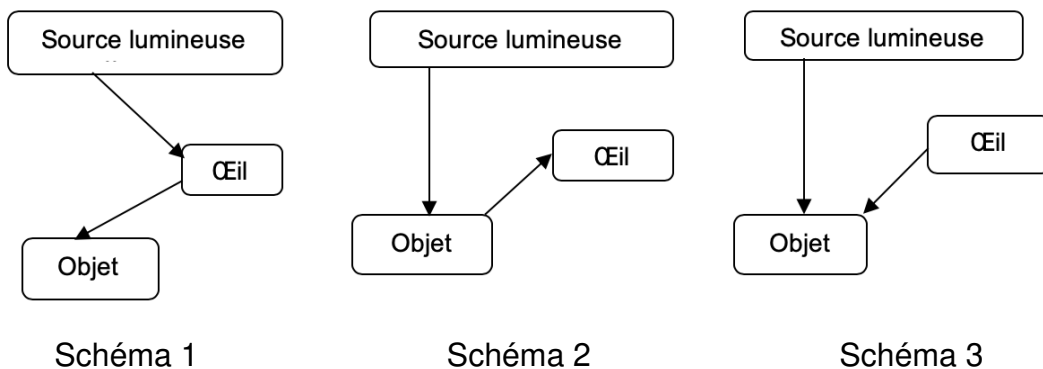 Source lumineuse
Œil
Objet
Schéma 1
Source lumineuse
Œil
Objet
Schéma 2
Source lumineuse
Œil
Objet
Schéma 3